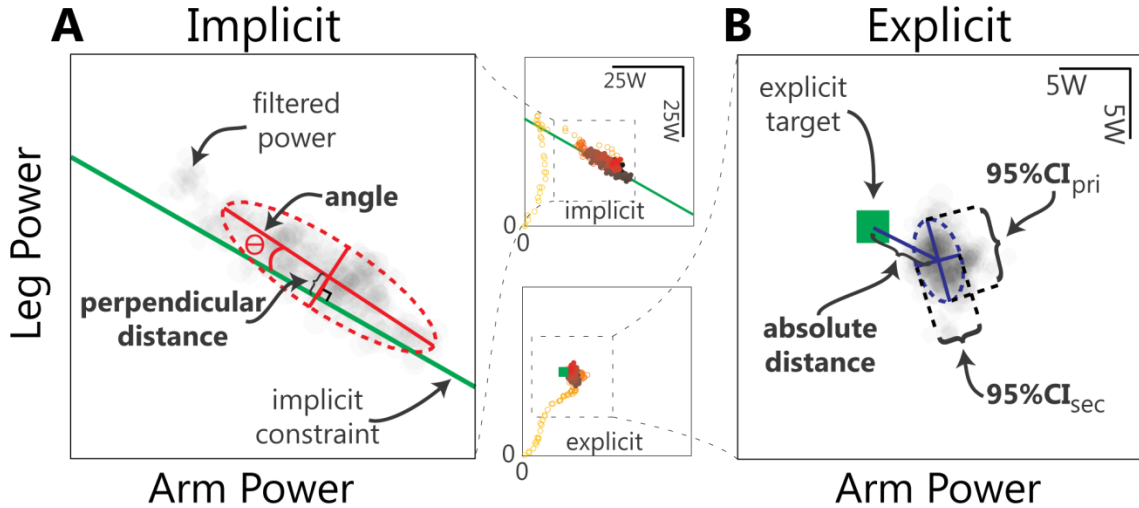 A
Implicit
Leg Power
filtered
power
angle
Θ
perpendicular
distance
implicit
constraint
Arm Power
25W
25W
implicit
0
0
explicit
0
0
B
Explicit
5W
5W
explicit
target
95%CIpri
absolute
distance
95%CIsec
Arm Power